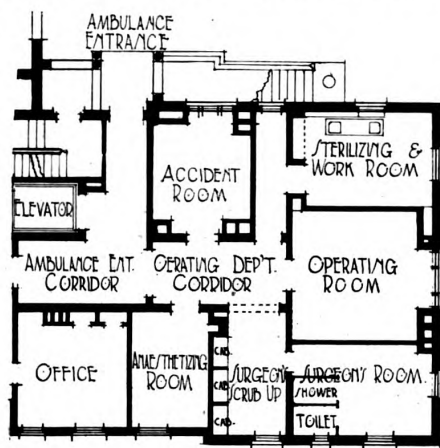 AMBULANCE
ENTRANCE
ACCIDENT
ROOM
STERILIZING &
WORK ROOM
ELEVATOR
AMBULANCE ENT.
CORRIDOR
OERATING DEP'T.
CORRIDOR
OPERATING
ROOM
OFFICE
ANAESTHETIZING
ROOM
CAB.
CAB.
CAB.
SURGEON'S
SCRUB UP
SURGEON'S ROOM
SHOWER
TOILET